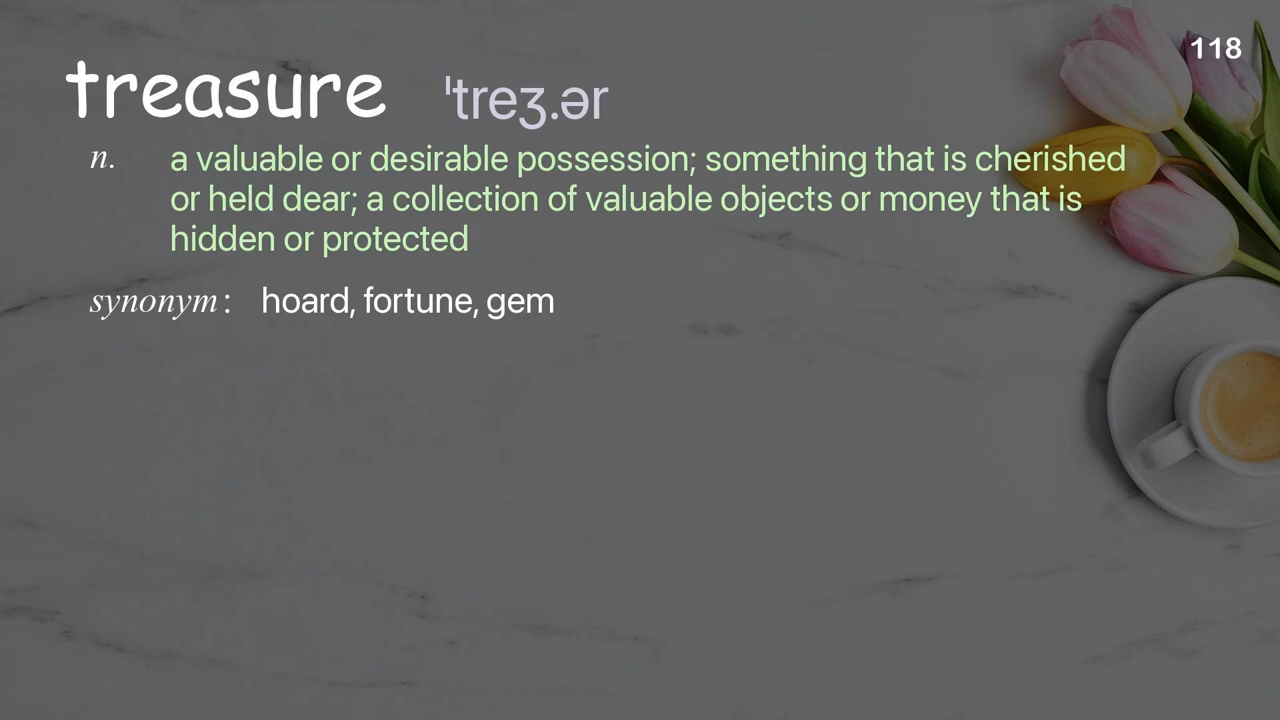 118
treasure ˈtreʒ.ər
n. a valuable or desirable possession; something that is cherished
or held dear; a collection of valuable objects or money that is
hidden or protected
synonym: hoard, fortune, gem